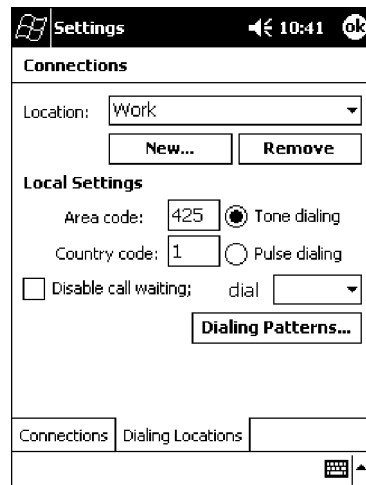 Settings 10:41 ok
Connections
Location: Work
New... Remove
Local Settings
Area code: 425 Tone dialing
Country code: 1 Pulse dialing
Disable call waiting; dial
Dialing Patterns...
Connections Dialing Locations